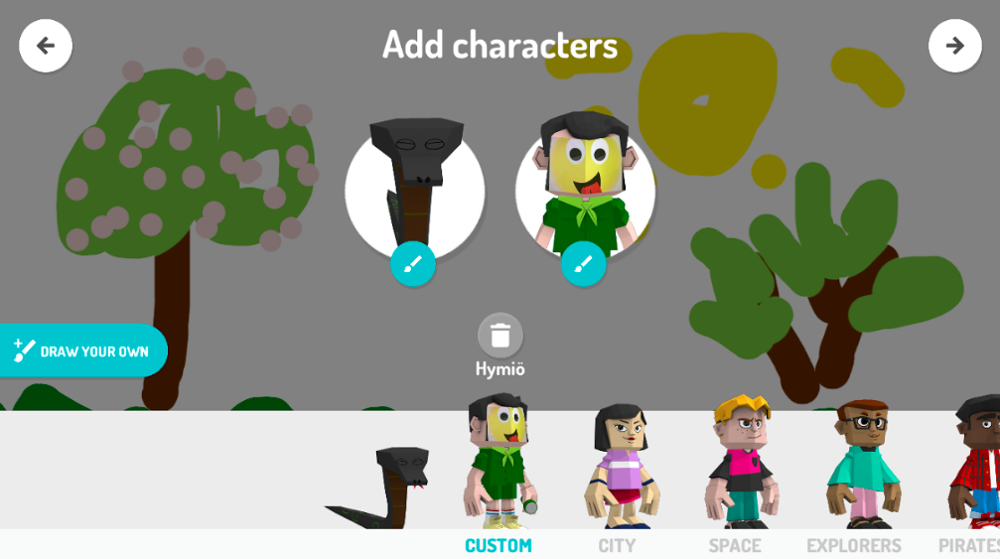 Add characters
DRAW YOUR OWN
Hymiö
CUSTOM
CITY
SPACE
EXPLORERS
PIRATES